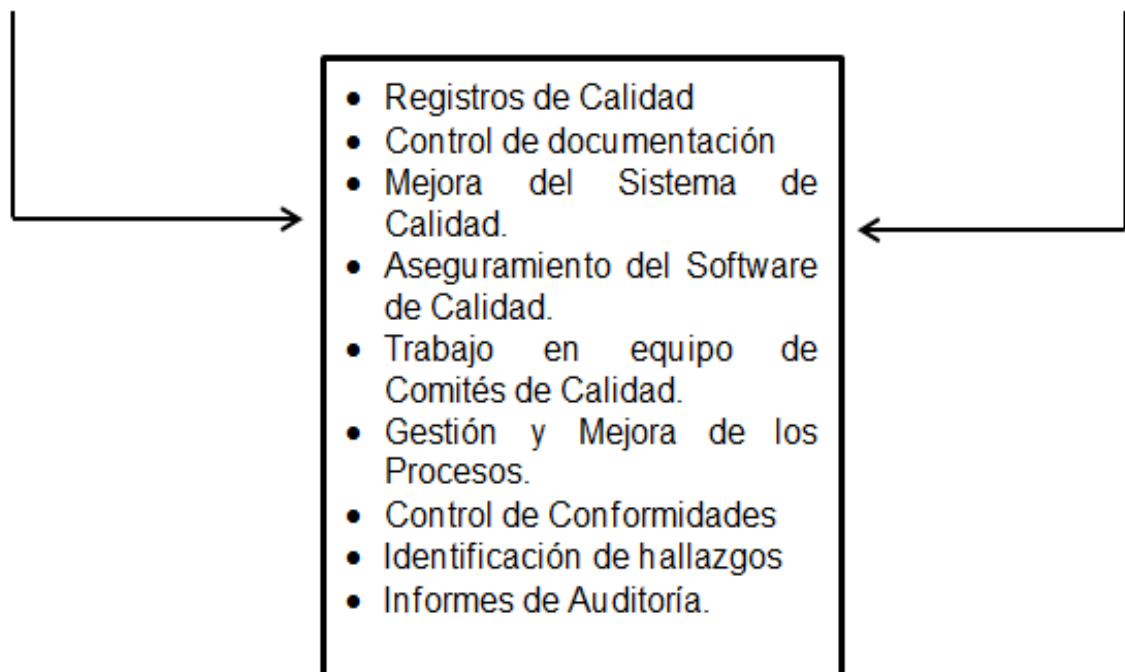 • Registros de Calidad
• Control de documentación
• Mejora del Sistema de
Calidad.
• Aseguramiento del Software
de Calidad.
• Trabajo en equipo de
Comités de Calidad.
• Gestión y Mejora de los
Procesos.
• Control de Conformidades
• Identificación de hallazgos
• Informes de Auditoría.